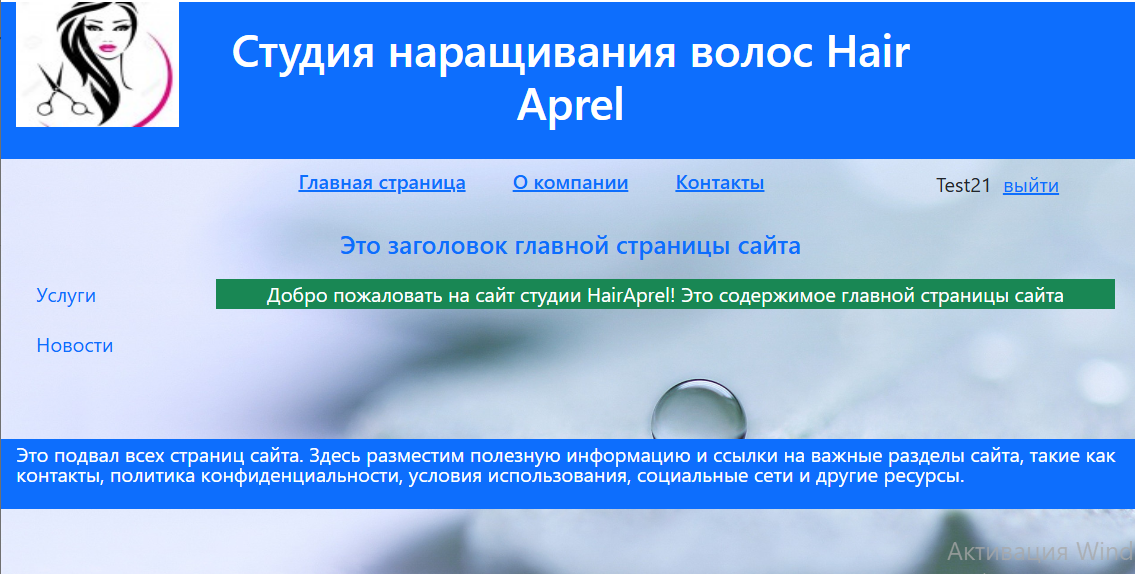 Студия наращивания волос Hair
Aprel
Главная страница О компании Контакты Test21 выйти
Это заголовок главной страницы сайта
Услуги
Добро пожаловать на сайт студии HairAprel! Это содержимое главной страницы сайта
Новости
Это подвал всех страниц сайта. Здесь разместим полезную информацию и ссылки на важные разделы сайта, такие как
контакты, политика конфиденциальности, условия использования, социальные сети и другие ресурсы.
Активация Wind